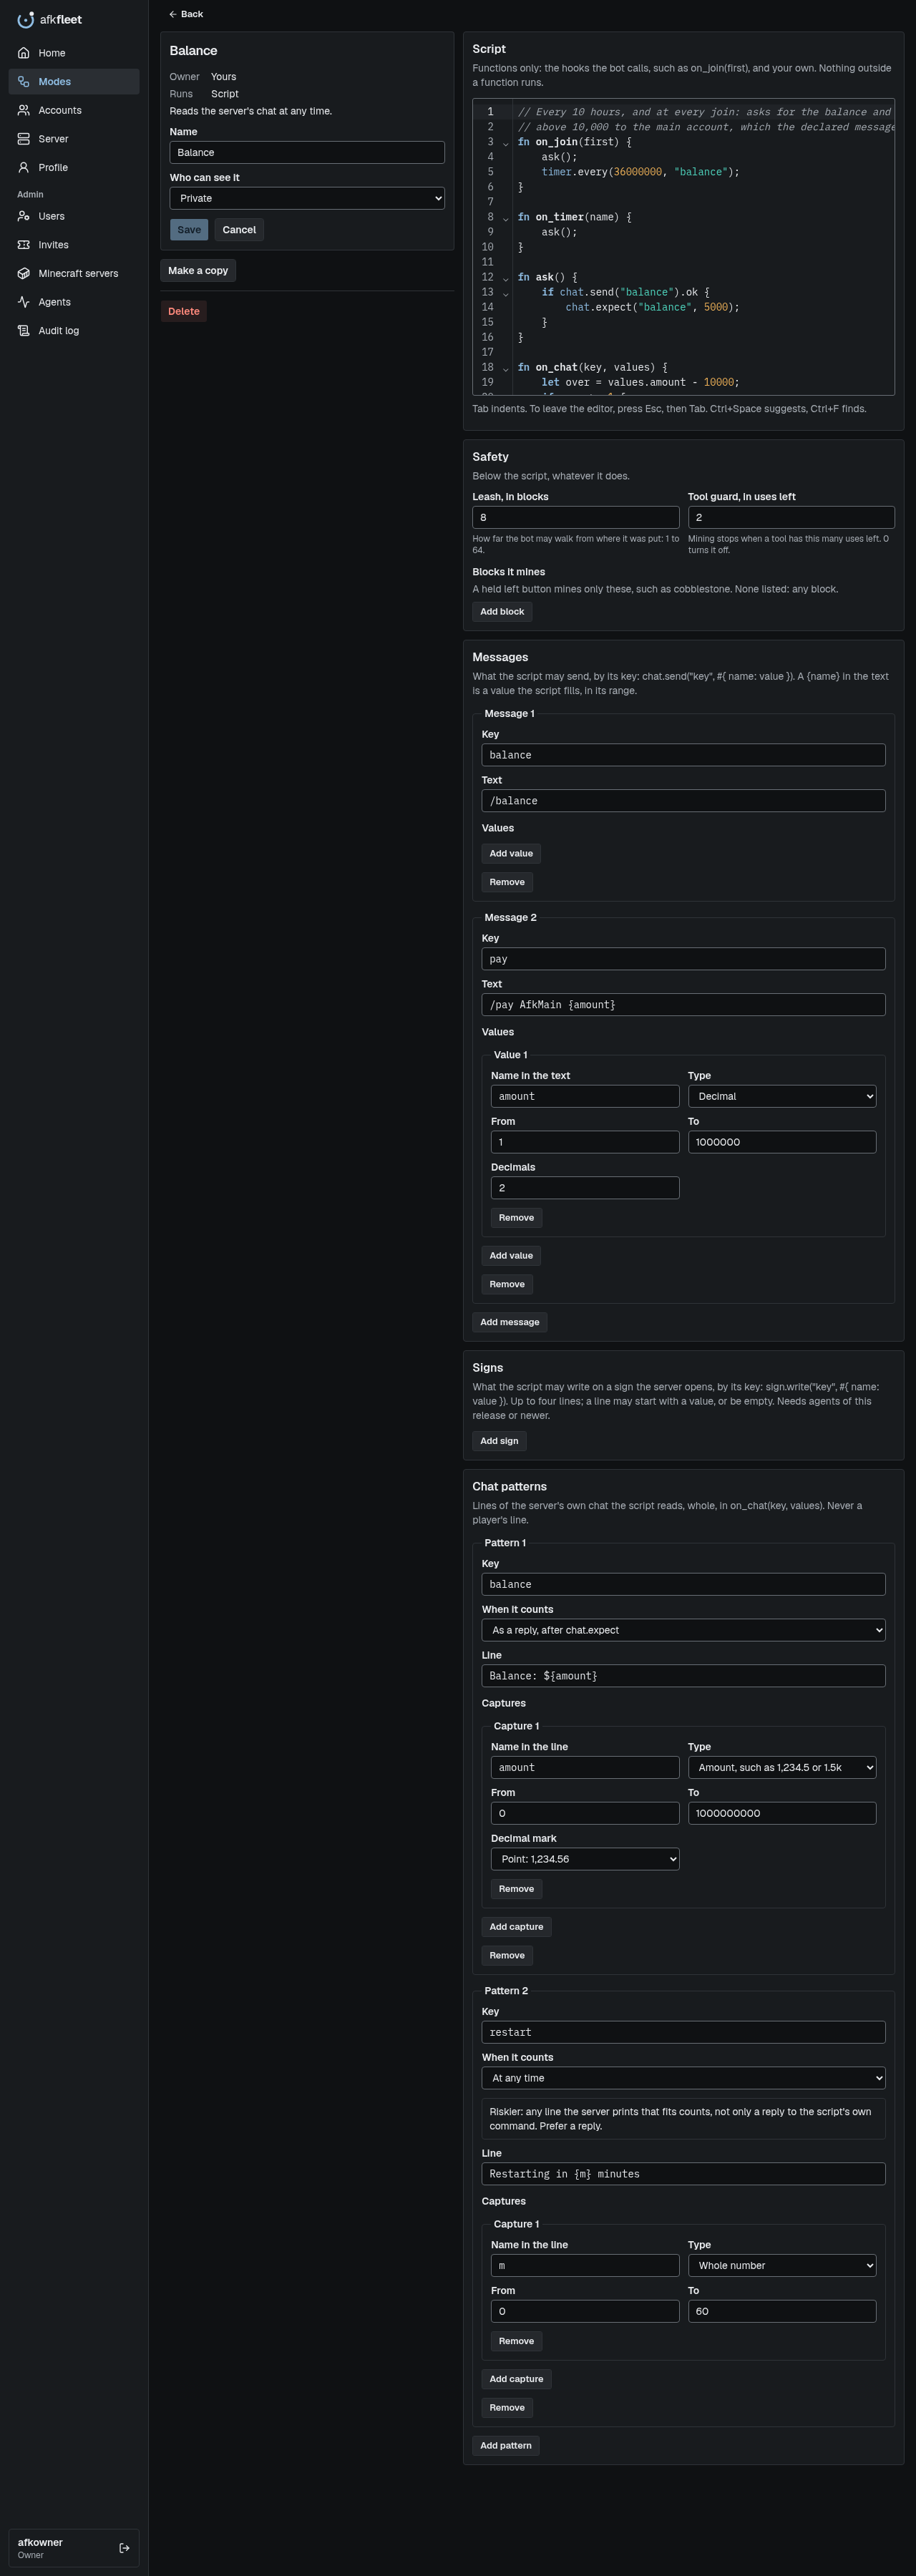 afkfleet
Home
Modes
Accounts
Server
Profile
Admin
Users
Invites
Minecraft servers
Agents
Audit log
afkowner
Owner
Back
Balance
Owner Yours
Runs Script
Reads the server's chat at any time.
Name
Balance
Who can see it
Private
Save Cancel
Make a copy
Delete
Script
Functions only: the hooks the bot calls, such as on_join(first), and your own. Nothing outside
a function runs.
1 // Every 10 hours, and at every join: asks for the balance and
2 // above 10,000 to the main account, which the declared message
3 fn on_join(first) {
4 ask();
5 timer.every(36000000, "balance");
6 }
7
8 fn on_timer(name) {
9 ask();
10 }
11
12 fn ask() {
13 if chat.send("balance").ok {
14 chat.expect("balance", 5000);
15 }
16 }
17
18 fn on_chat(key, values) {
19 let over = values.amount - 10000;
Tab indents. To leave the editor, press Esc, then Tab. Ctrl+Space suggests, Ctrl+F finds.
Safety
Below the script, whatever it does.
Leash, in blocks Tool guard, in uses left
8 2
How far the bot may walk from where it was put: 1 to
64.
Mining stops when a tool has this many uses left. 0
turns it off.
Blocks it mines
A held left button mines only these, such as cobblestone. None listed: any block.
Add block
Messages
What the script may send, by its key: chat.send("key", #{ name: value }). A {name} in the text
is a value the script fills, in its range.
Message 1
Key
balance
Text
/balance
Values
Add value
Remove
Message 2
Key
pay
Text
/pay AfkMain {amount}
Values
Value 1
Name in the text Type
amount Decimal
From To
1 1000000
Decimals
2
Remove
Add value
Remove
Add message
Signs
What the script may write on a sign the server opens, by its key: sign.write("key", #{ name:
value }). Up to four lines; a line may start with a value, or be empty. Needs agents of this
release or newer.
Add sign
Chat patterns
Lines of the server's own chat the script reads, whole, in on_chat(key, values). Never a
player's line.
Pattern 1
Key
balance
When it counts
As a reply, after chat.expect
Line
Balance: ${amount}
Captures
Capture 1
Name in the line Type
amount Amount, such as 1,234.5 or 1.5k
From To
0 1000000000
Decimal mark
Point: 1,234.56
Remove
Add capture
Remove
Pattern 2
Key
restart
When it counts
At any time
Riskier: any line the server prints that fits counts, not only a reply to the script's own
command. Prefer a reply.
Line
Restarting in {m} minutes
Captures
Capture 1
Name in the line Type
m Whole number
From To
0 60
Remove
Add capture
Remove
Add pattern